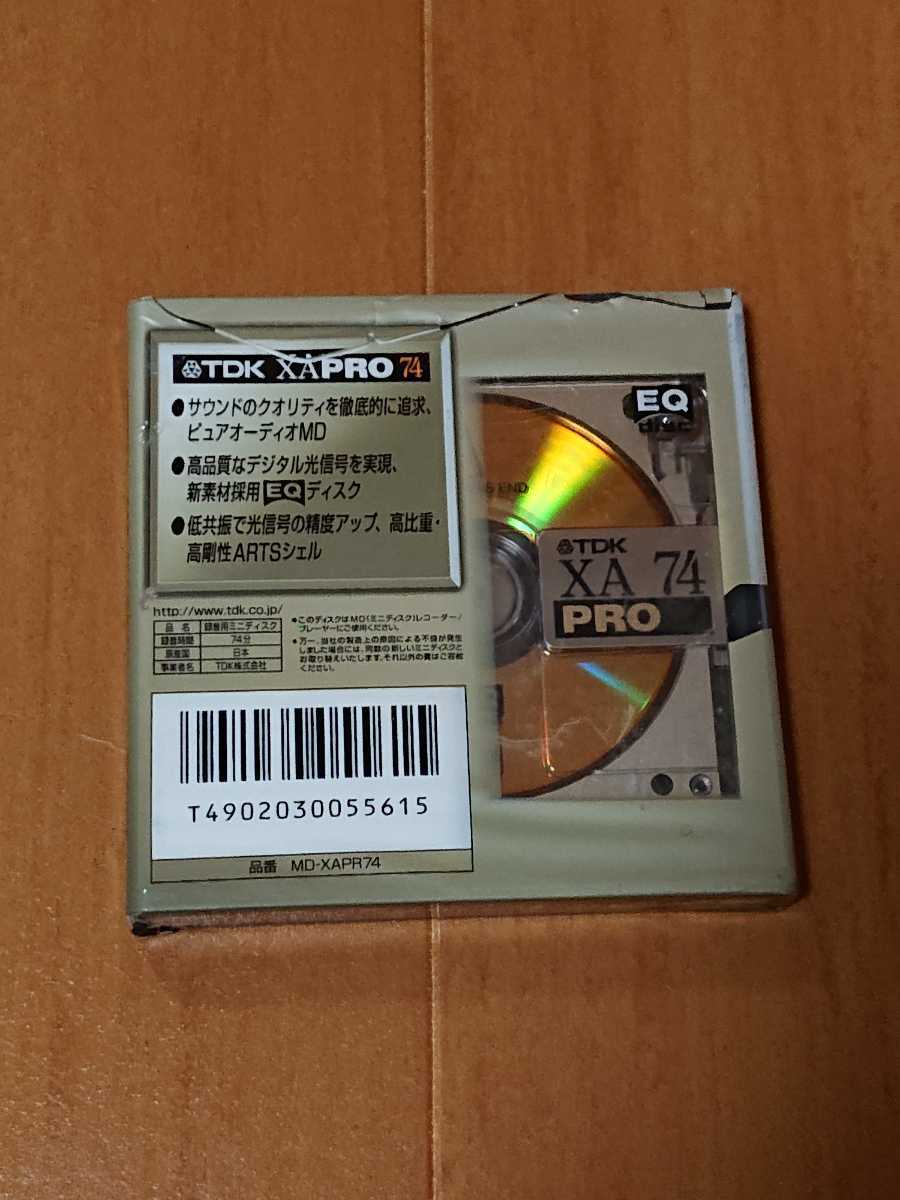 TDK XAPRO 74
●サウンドのクオリティを徹底的に追求、
ピュアオーディオMD
●高品質なデジタル光信号を実現、
新素材採用EQディスク
●低共振で光信号の精度アップ、高比重・
高剛性ARTSシェル
http://www.tdk.co.jp/
品 名 録音用ミニディスク
録音時間 74分
原産国 日本
事業者名 TDK株式会社
●このディスクはMD(ミニディスク)レコーダー/
プレーヤーにご使用ください。
●万一、当社の製造上の原因による不良が発生
しました場合には、同数の新しいミニディスクと
お取り替えいたします。それ以外の責はご容赦
ください。
T4902030055615
品番 MD-XAPR74
EQ
disc
END
TDK
XA 74
PRO